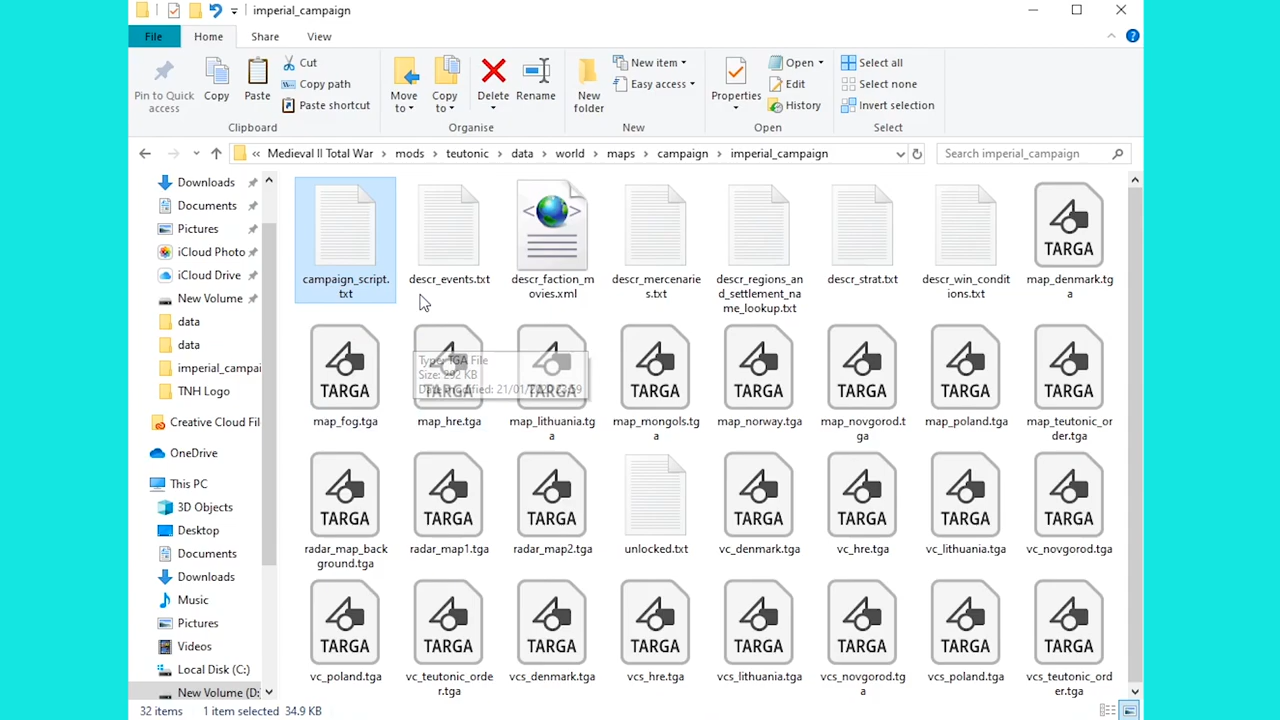 imperial_campaign
File
Home
Share
View
Pin to Quick
access
Copy
Paste
Cut
Copy path
Paste shortcut
Clipboard
Move
to
Copy
to
Delete
Rename
Organise
New
folder
New item
Easy access
New
Properties
Open
Edit
History
Open
Select all
Select none
Invert selection
Select
« Medieval II Total War › mods › teutonic › data › world › maps › campaign › imperial_campaign
Search imperial_campaign
Downloads
Documents
Pictures
iCloud Photo
iCloud Drive
New Volume
data
data
imperial_campai
TNH Logo
Creative Cloud Fil
OneDrive
This PC
3D Objects
Desktop
Documents
Downloads
Music
Pictures
Videos
Local Disk (C:)
New Volume (D:
campaign_script.
txt
descr_events.txt
descr_faction_m
ovies.xml
descr_mercenarie
s.txt
descr_regions_an
d_settlement_na
me_lookup.txt
descr_strat.txt
descr_win_condit
ions.txt
TARGA
map_denmark.tg
a
TARGA
map_fog.tga
TARGA
map_hre.tga
TARGA
map_lithuania.tg
a
Type: TGA File
Size: 292 KB
TARGA
map_mongols.tg
a
TARGA
map_norway.tga
TARGA
map_novgorod.t
ga
TARGA
map_poland.tga
TARGA
map_teutonic_or
der.tga
TARGA
radar_map_back
ground.tga
TARGA
radar_map1.tga
TARGA
radar_map2.tga
unlocked.txt
TARGA
vc_denmark.tga
TARGA
vc_hre.tga
TARGA
vc_lithuania.tga
TARGA
vc_novgorod.tga
TARGA
vc_poland.tga
TARGA
vc_teutonic_orde
r.tga
TARGA
vcs_denmark.tga
TARGA
vcs_hre.tga
TARGA
vcs_lithuania.tga
TARGA
vcs_novgorod.tg
a
TARGA
vcs_poland.tga
TARGA
vcs_teutonic_ord
er.tga
32 items
1 item selected 34.9 KB